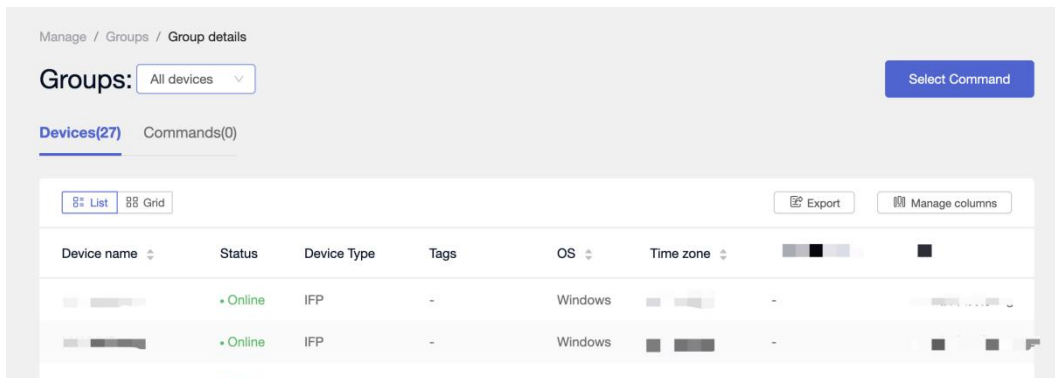 Manage / Groups / Group details
Groups: All devices
Select Command
Devices(27) Commands(0)
List Grid Export Manage columns
Device name Status Device Type Tags OS Time zone
• Online IFP - Windows -
• Online IFP - Windows -